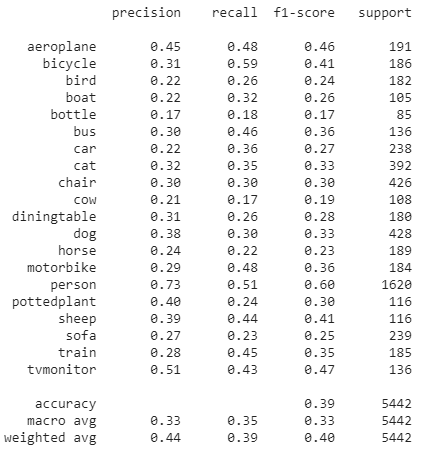 precision recall f1-score support
aeroplane 0.45 0.48 0.46 191
bicycle 0.31 0.59 0.41 186
bird 0.22 0.26 0.24 182
boat 0.22 0.32 0.26 105
bottle 0.17 0.18 0.17 85
bus 0.30 0.46 0.36 136
car 0.22 0.36 0.27 238
cat 0.32 0.35 0.33 392
chair 0.30 0.30 0.30 426
cow 0.21 0.17 0.19 108
diningtable 0.31 0.26 0.28 180
dog 0.38 0.30 0.33 428
horse 0.24 0.22 0.23 189
motorbike 0.29 0.48 0.36 184
person 0.73 0.51 0.60 1620
pottedplant 0.40 0.24 0.30 116
sheep 0.39 0.44 0.41 116
sofa 0.27 0.23 0.25 239
train 0.28 0.45 0.35 185
tvmonitor 0.51 0.43 0.47 136
accuracy 0.39 5442
macro avg 0.33 0.35 0.33 5442
weighted avg 0.44 0.39 0.40 5442